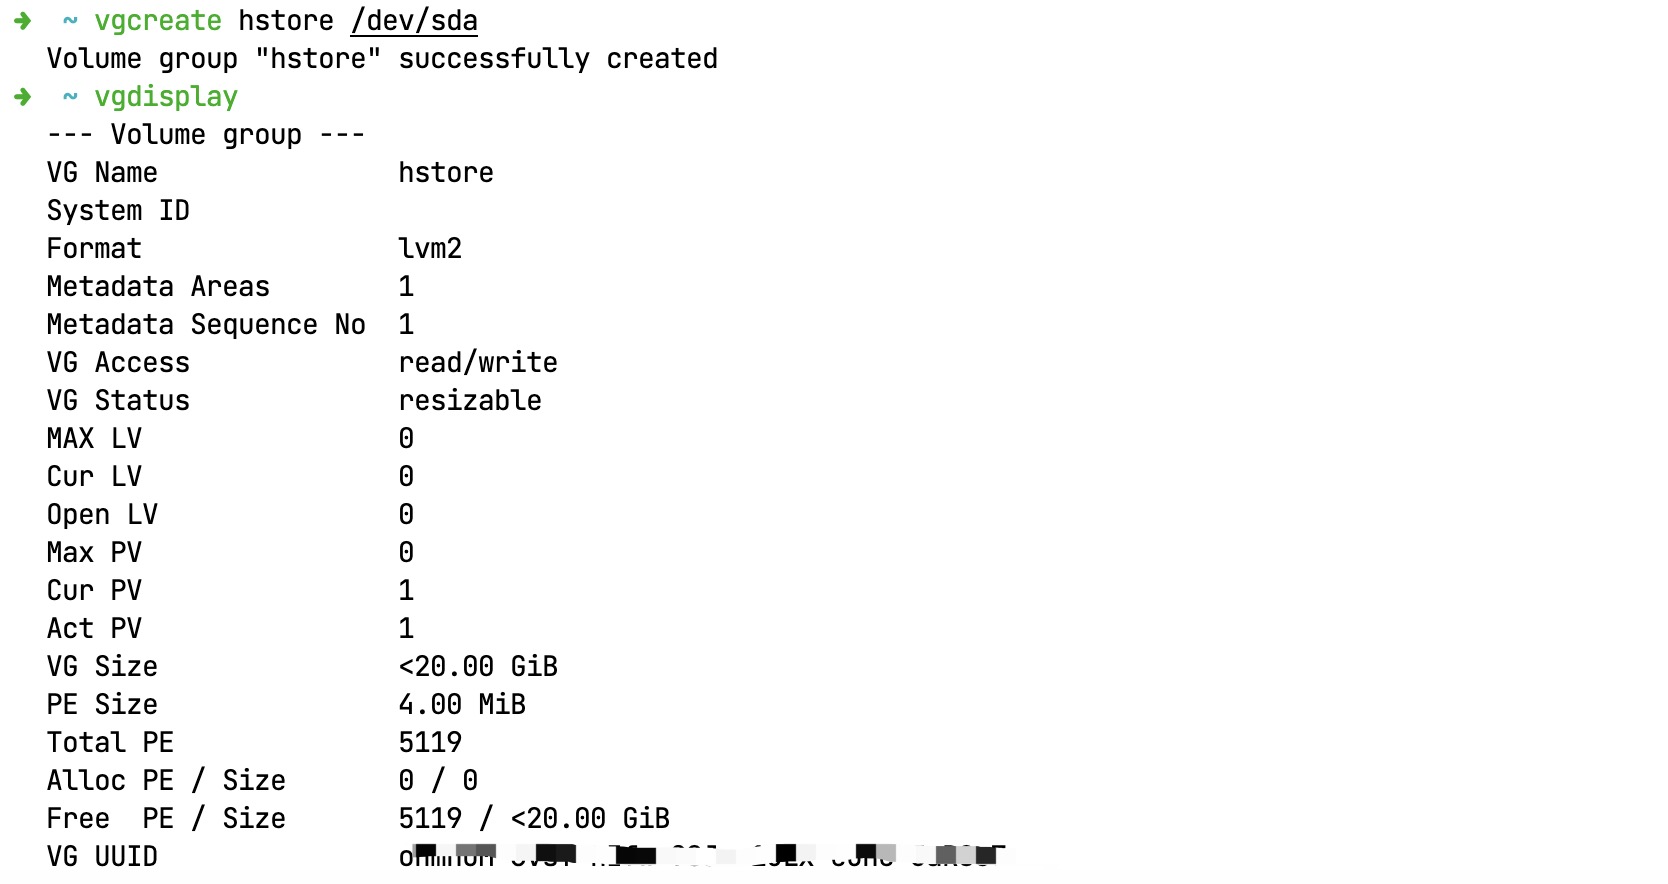 ➜ ~ vgcreate hstore /dev/sda
Volume group "hstore" successfully created
➜ ~ vgdisplay
--- Volume group ---
VG Name hstore
System ID
Format lvm2
Metadata Areas 1
Metadata Sequence No 1
VG Access read/write
VG Status resizable
MAX LV 0
Cur LV 0
Open LV 0
Max PV 0
Cur PV 1
Act PV 1
VG Size <20.00 GiB
PE Size 4.00 MiB
Total PE 5119
Alloc PE / Size 0 / 0
Free PE / Size 5119 / <20.00 GiB
VG UUID